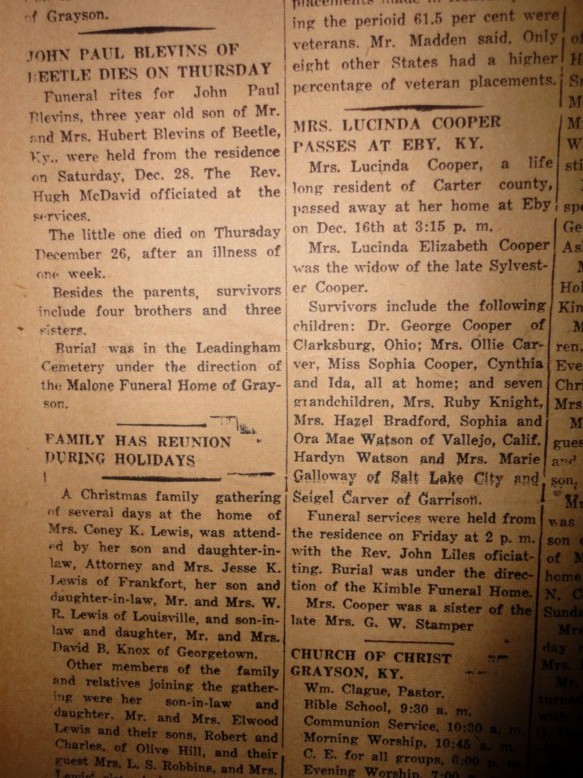 of Grayson.
JOHN PAUL BLEVINS OF
BEETLE DIES ON THURSDAY
Funeral rites for John Paul
Blevins, three year old son of Mr.
and Mrs. Hubert Blevins of Beetle,
Ky., were held from the residence
on Saturday, Dec. 28. The Rev.
Hugh McDavid officiated at the
services.
The little one died on Thursday
December 26, after an illness of
one week.
Besides the parents, survivors
include four brothers and three
sisters.
Burial was in the Leadingham
Cemetery under the direction of
the Malone Funeral Home of Gray-
son.
FAMILY HAS REUNION
DURING HOLIDAYS
A Christmas family gathering
of several days at the home of
Mrs. Coney K. Lewis, was attend-
ed by her son and daughter-in-
law, Attorney and Mrs. Jesse K.
Lewis of Frankfort, her son and
daughter-in-law, Mr. and Mrs. W.
R. Lewis of Louisville, and son-in-
law and daughter, Mr. and Mrs.
David B. Knox of Georgetown.
Other members of the family
and relatives joining the gather-
ing were her son-in-law and
daughter, Mr. and Mrs. Elwood
Lewis and their sons, Robert and
Charles, of Olive Hill, and their
guest Mrs. L. S. Robbins, and Mrs.
ing the perioid 61.5 per cent were
veterans. Mr. Madden said. Only
eight other States had a higher
percentage of veteran placements.
MRS. LUCINDA COOPER
PASSES AT EBY, KY.
Mrs. Lucinda Cooper, a life
long resident of Carter county,
passed away at her home at Eby
on Dec. 16th at 3:15 p. m.
Mrs. Lucinda Elizabeth Cooper
was the widow of the late Sylvest-
er Cooper.
Survivors include the following
children: Dr. George Cooper of
Clarksburg, Ohio; Mrs. Ollie Car-
ver, Miss Sophia Cooper, Cynthia
and Ida, all at home; and seven
grandchildren, Mrs. Ruby Knight,
Mrs. Hazel Bradford, Sophia and
Ora Mae Watson of Vallejo, Calif.
Hardyn Watson and Mrs. Marie
Galloway of Salt Lake City and
Seigel Carver of Garrison.
Funeral services were held from
the residence on Friday at 2 p. m.
with the Rev. John Liles oficiat-
ing. Burial was under the direc-
tion of the Kimble Funeral Home.
Mrs. Cooper was a sister of the
late Mrs. G. W. Stamper
CHURCH OF CHRIST
GRAYSON, KY.
Wm. Clague, Pastor.
Bible School, 9:30 a. m.
Communion Service, 10:30 a. m.
Morning Worship, 10:45 a. m.
C. E. for all groups, 6:00 p. m.
Evening Worship, 7:00